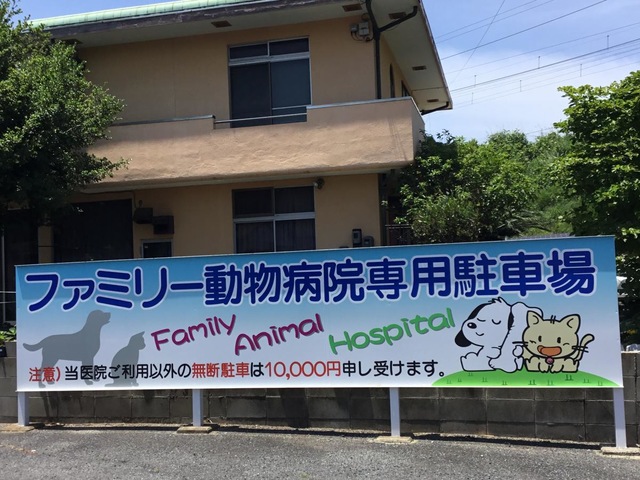 ファミリー動物病院専用駐車場
Family Animal Hospital
注意）当医院ご利用以外の無断駐車は10,000円申し受けます。